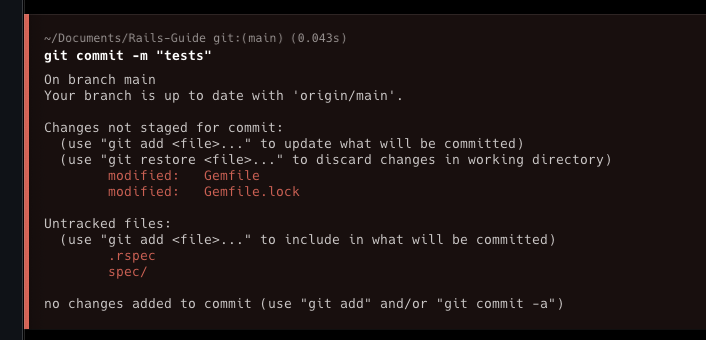 ~/Documents/Rails-Guide git:(main) (0.043s)
git commit -m "tests"
On branch main
Your branch is up to date with 'origin/main'.
Changes not staged for commit:
(use "git add <file>..." to update what will be committed)
(use "git restore <file>..." to discard changes in working directory)
modified: Gemfile
modified: Gemfile.lock
Untracked files:
(use "git add <file>..." to include in what will be committed)
.rspec
spec/
no changes added to commit (use "git add" and/or "git commit -a")